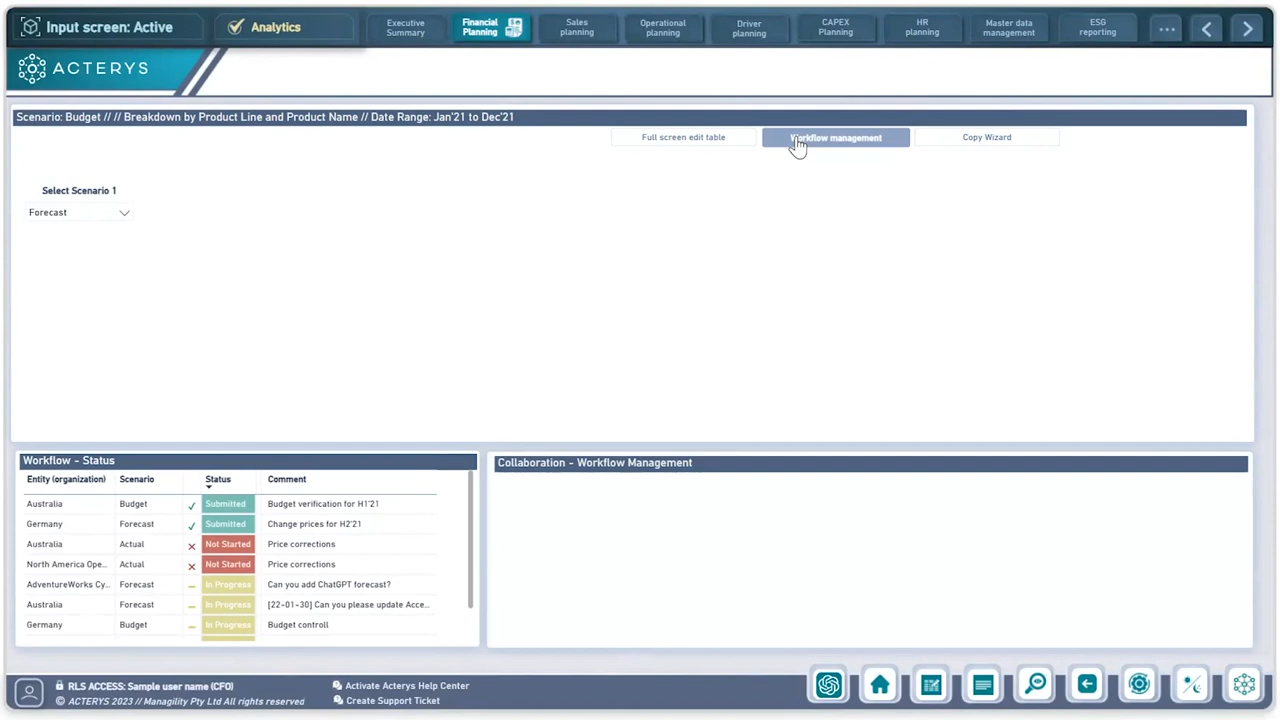 Input screen: Active
Analytics
Executive Summary
Financial Planning
Sales planning
Operational planning
Driver planning
CAPEX Planning
HR planning
Master data management
ESG reporting
ACTERYS
Scenario: Budget // // Breakdown by Product Line and Product Name // Date Range: Jan'21 to Dec'21
Full screen edit table
Workflow management
Copy Wizard
Select Scenario 1
Forecast
Workflow - Status
Entity (organization) Scenario Status Comment
Australia Budget Submitted Budget verification for H1'21
Germany Forecast Submitted Change prices for H2'21
Australia Actual Not Started Price corrections
North America Ope... Actual Not Started Price corrections
AdventureWorks Cy... Forecast In Progress Can you add ChatGPT forecast?
Australia Forecast In Progress [22-01-30] Can you please update Acce...
Germany Budget In Progress Budget controll
Collaboration - Workflow Management
RLS ACCESS: Sample user name (CFO)
© ACTERYS 2023 // Managility Pty Ltd / All rights reserved
Activate Acterys Help Center
Create Support Ticket